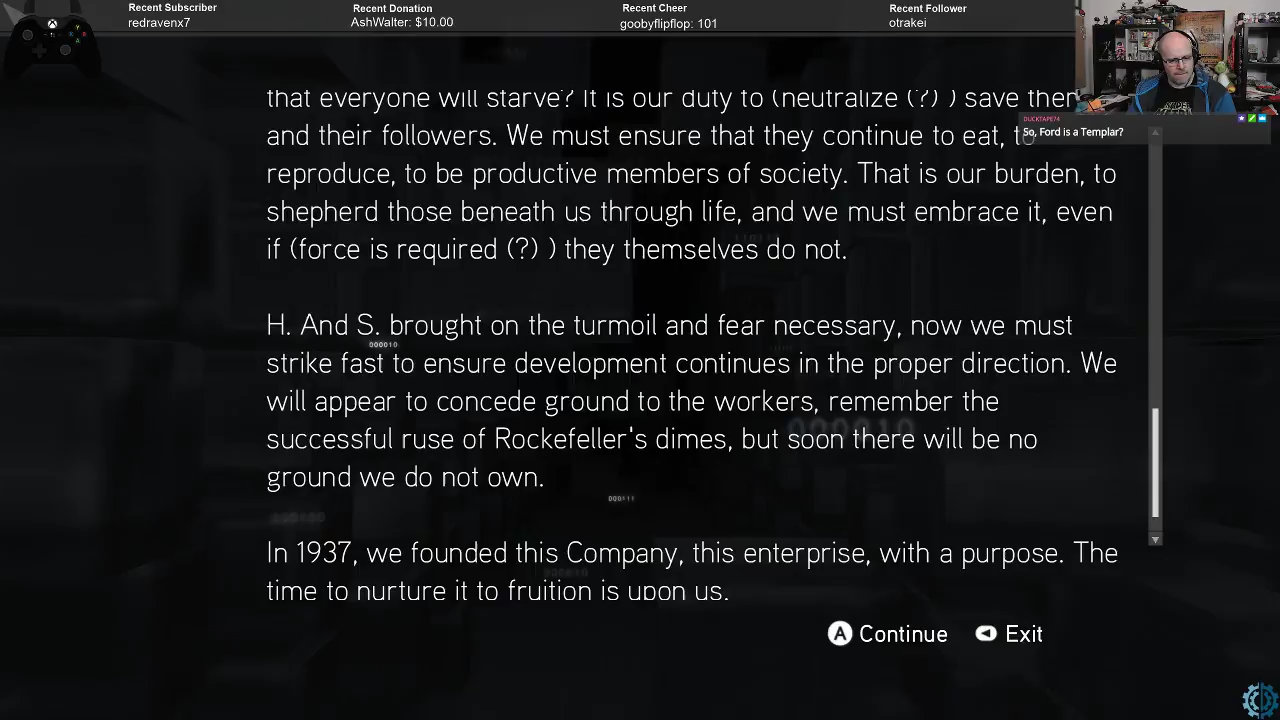 Recent Subscriber
redravenx7
Recent Donation
AshWalter: $10.00
Recent Cheer
goobyflipflop: 101
Recent Follower
otrakei
DUCKTAPE74
So, Ford is a Templar?
that everyone will starve? It is our duty to (neutralize (?) ) save them
and their followers. We must ensure that they continue to eat, to
reproduce, to be productive members of society. That is our burden, to
shepherd those beneath us through life, and we must embrace it, even
if (force is required (?) ) they themselves do not.
H. And S. brought on the turmoil and fear necessary, now we must
000010
strike fast to ensure development continues in the proper direction. We
will appear to concede ground to the workers, remember the
successful ruse of Rockefeller's dimes, but soon there will be no
ground we do not own.
000111
In 1937, we founded this Company, this enterprise, with a purpose. The
time to nurture it to fruition is upon us.
A Continue
Exit